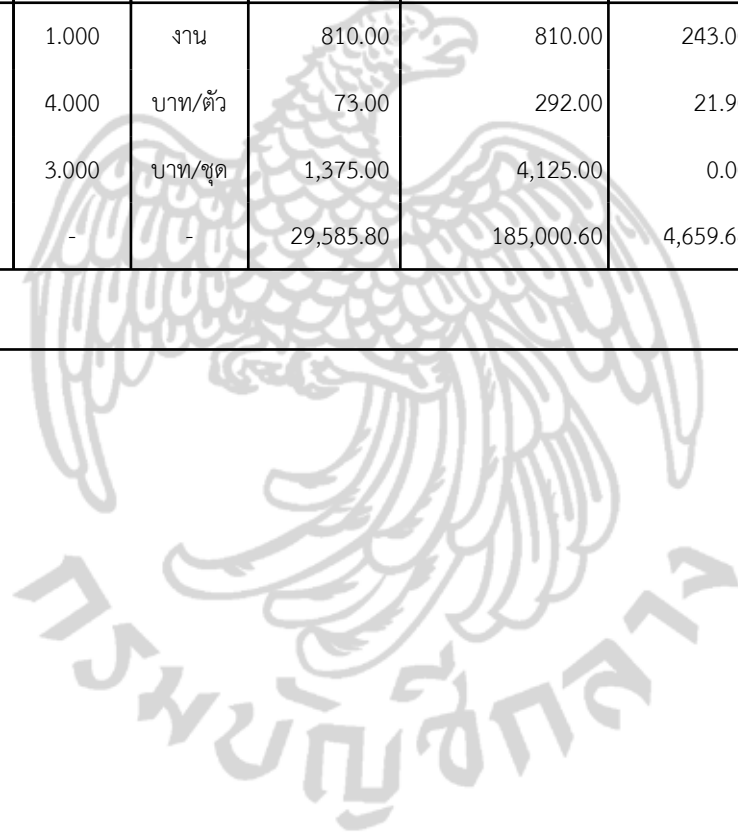 1.000 งาน 810.00 810.00 243.0
4.000 บาท/ตัว 73.00 292.00 21.9
3.000 บาท/ชุด 1,375.00 4,125.00 0.0
- - 29,585.80 185,000.60 4,659.6
กรมบัญชีกลาง